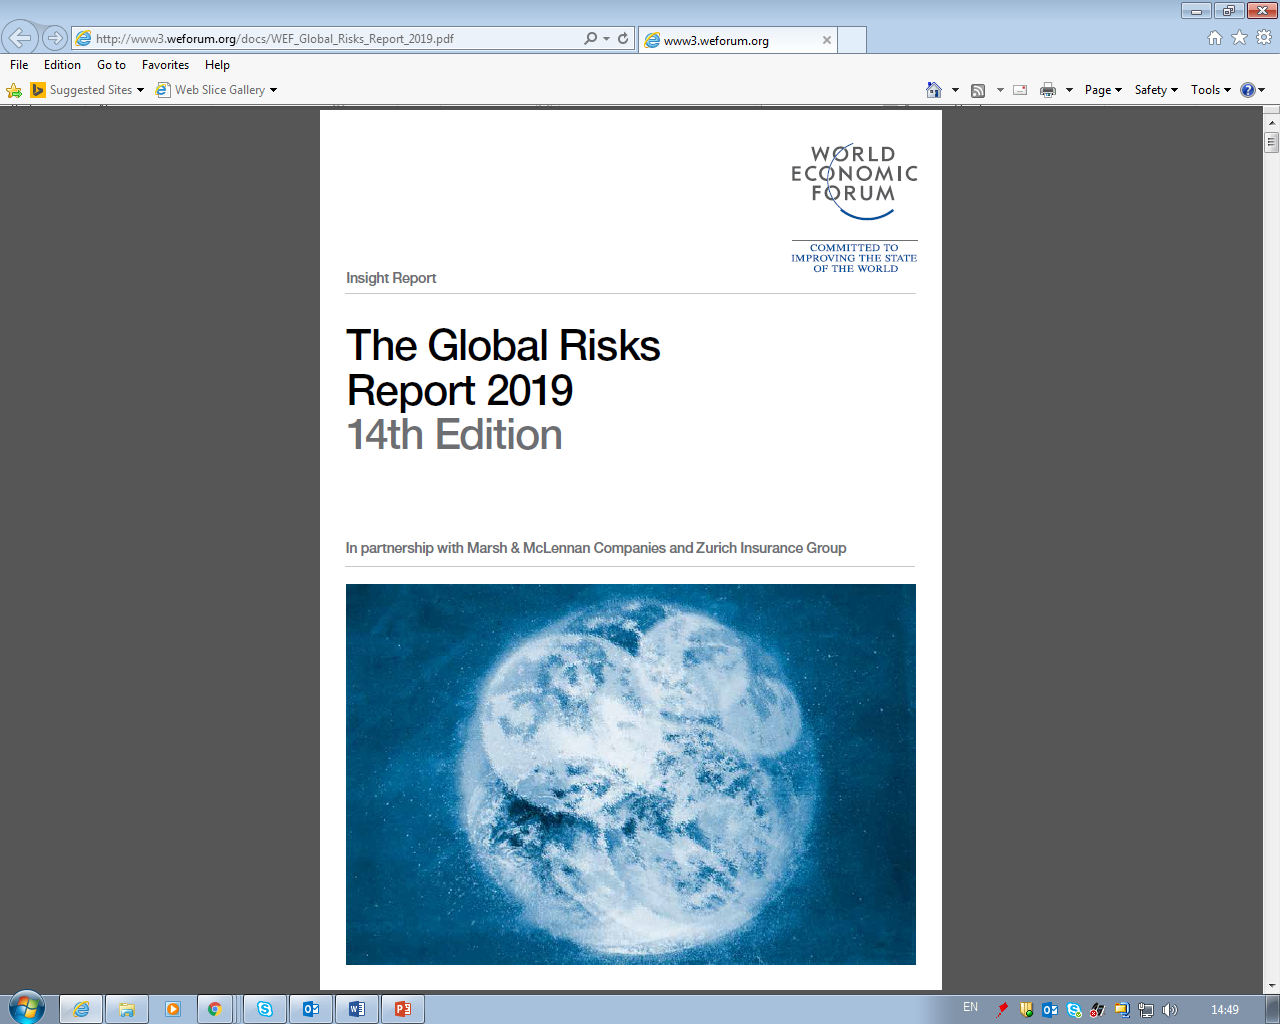 http://www3.weforum.org/docs/WEF_Global_Risks_Report_2019.pdf
www3.weforum.org
File Edition Go to Favorites Help
Suggested Sites Web Slice Gallery
Page Safety Tools
WORLD
ECONOMIC
FORUM
COMMITTED TO
IMPROVING THE STATE
OF THE WORLD
Insight Report
The Global Risks
Report 2019
14th Edition
In partnership with Marsh & McLennan Companies and Zurich Insurance Group
EN
14:49